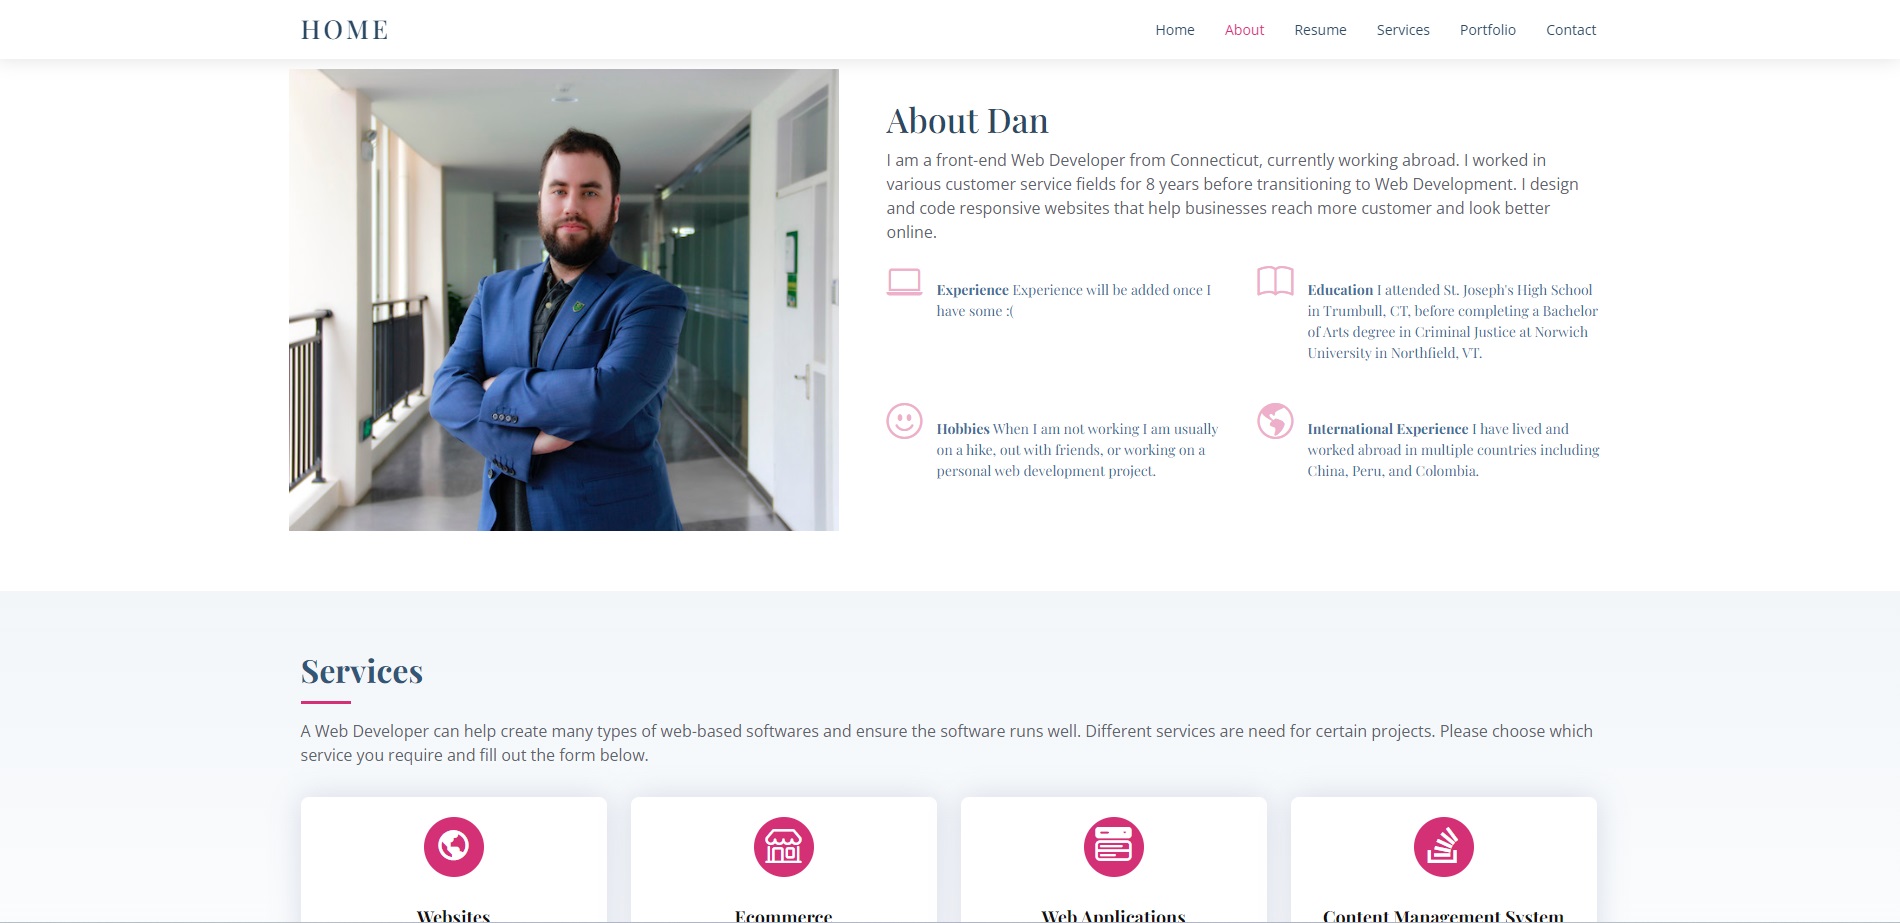 HOME
Home About Resume Services Portfolio Contact
About Dan
I am a front-end Web Developer from Connecticut, currently working abroad. I worked in
various customer service fields for 8 years before transitioning to Web Development. I design
and code responsive websites that help businesses reach more customer and look better
online.
Experience Experience will be added once I
have some :(
Education I attended St. Joseph's High School
in Trumbull, CT, before completing a Bachelor
of Arts degree in Criminal Justice at Norwich
University in Northfield, VT.
Hobbies When I am not working I am usually
on a hike, out with friends, or working on a
personal web development project.
International Experience I have lived and
worked abroad in multiple countries including
China, Peru, and Colombia.
Services
A Web Developer can help create many types of web-based softwares and ensure the software runs well. Different services are need for certain projects. Please choose which
service you require and fill out the form below.
Websites
Ecommerce
Web Applications
Content Management System